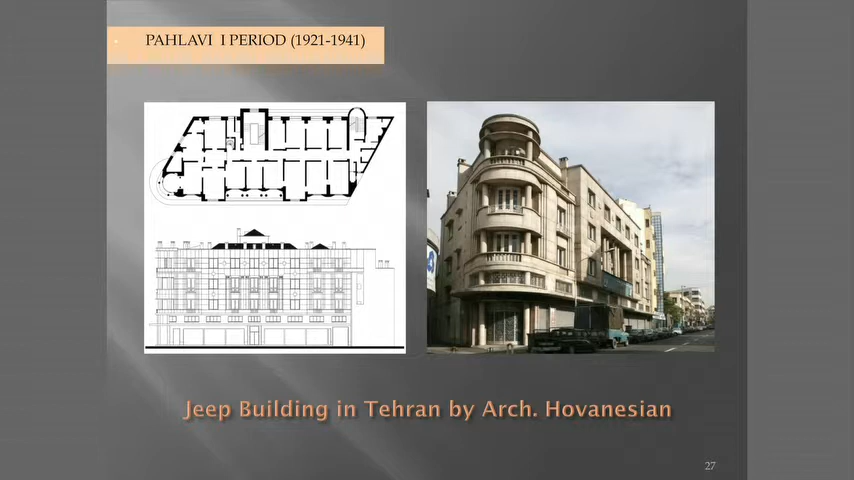 PAHLAVI I PERIOD (1921-1941)
Jeep Building in Tehran by Arch. Hovanesian
27